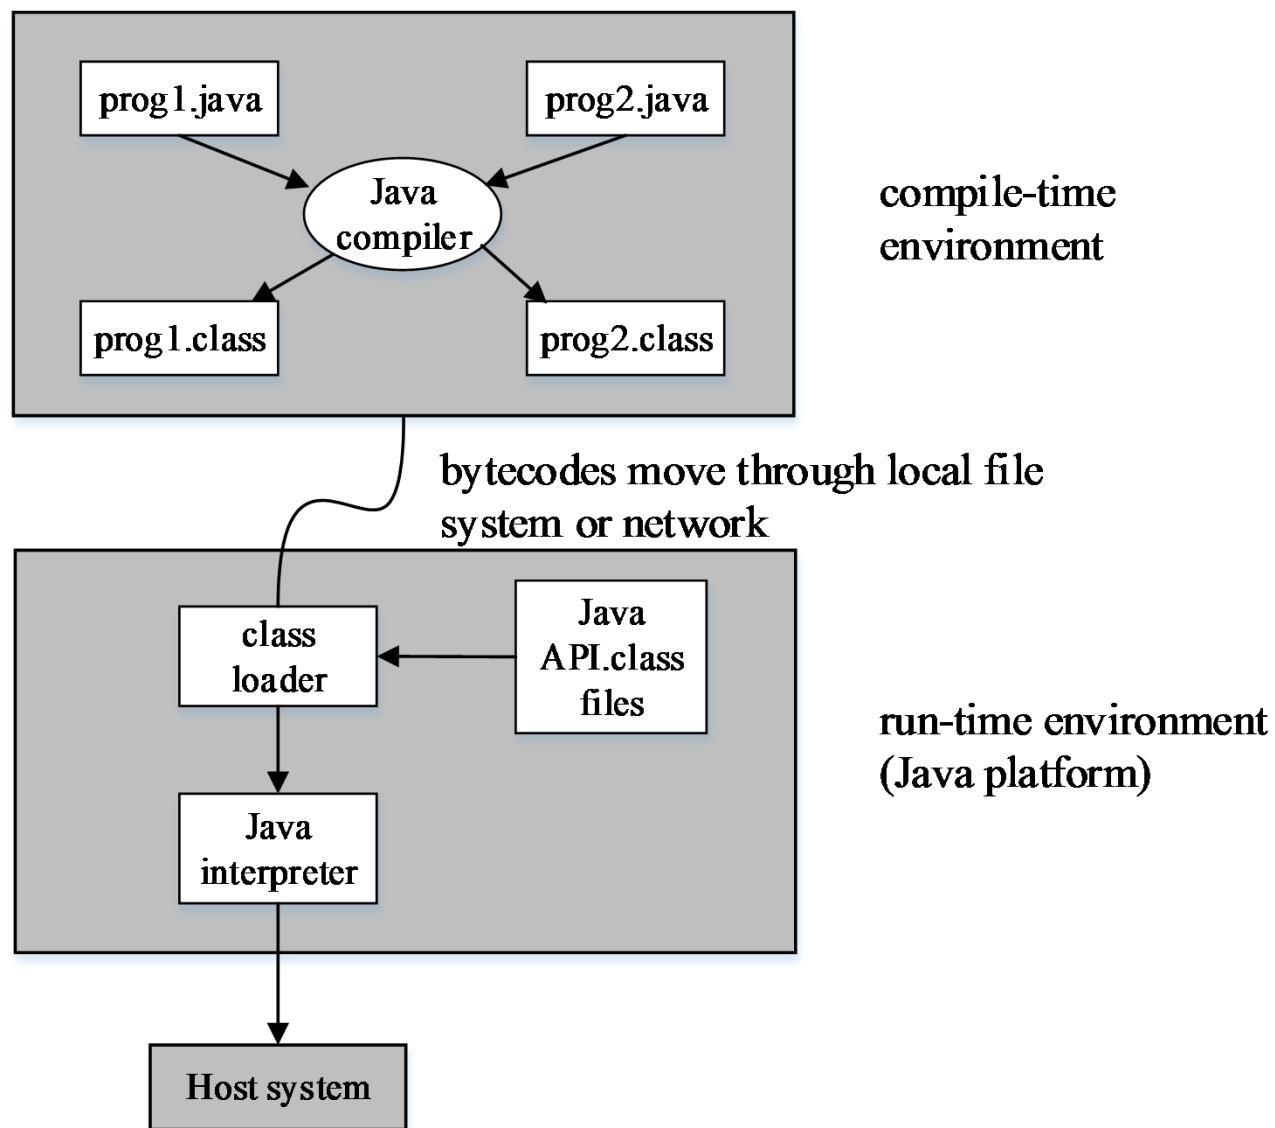 prog1.java
prog2.java
Java
compiler
compile-time
environment
prog1.class
prog2.class
bytecodes move through local file
system or network
class
loader
Java
API.class
files
run-time environment
(Java platform)
Java
interpreter
Host system